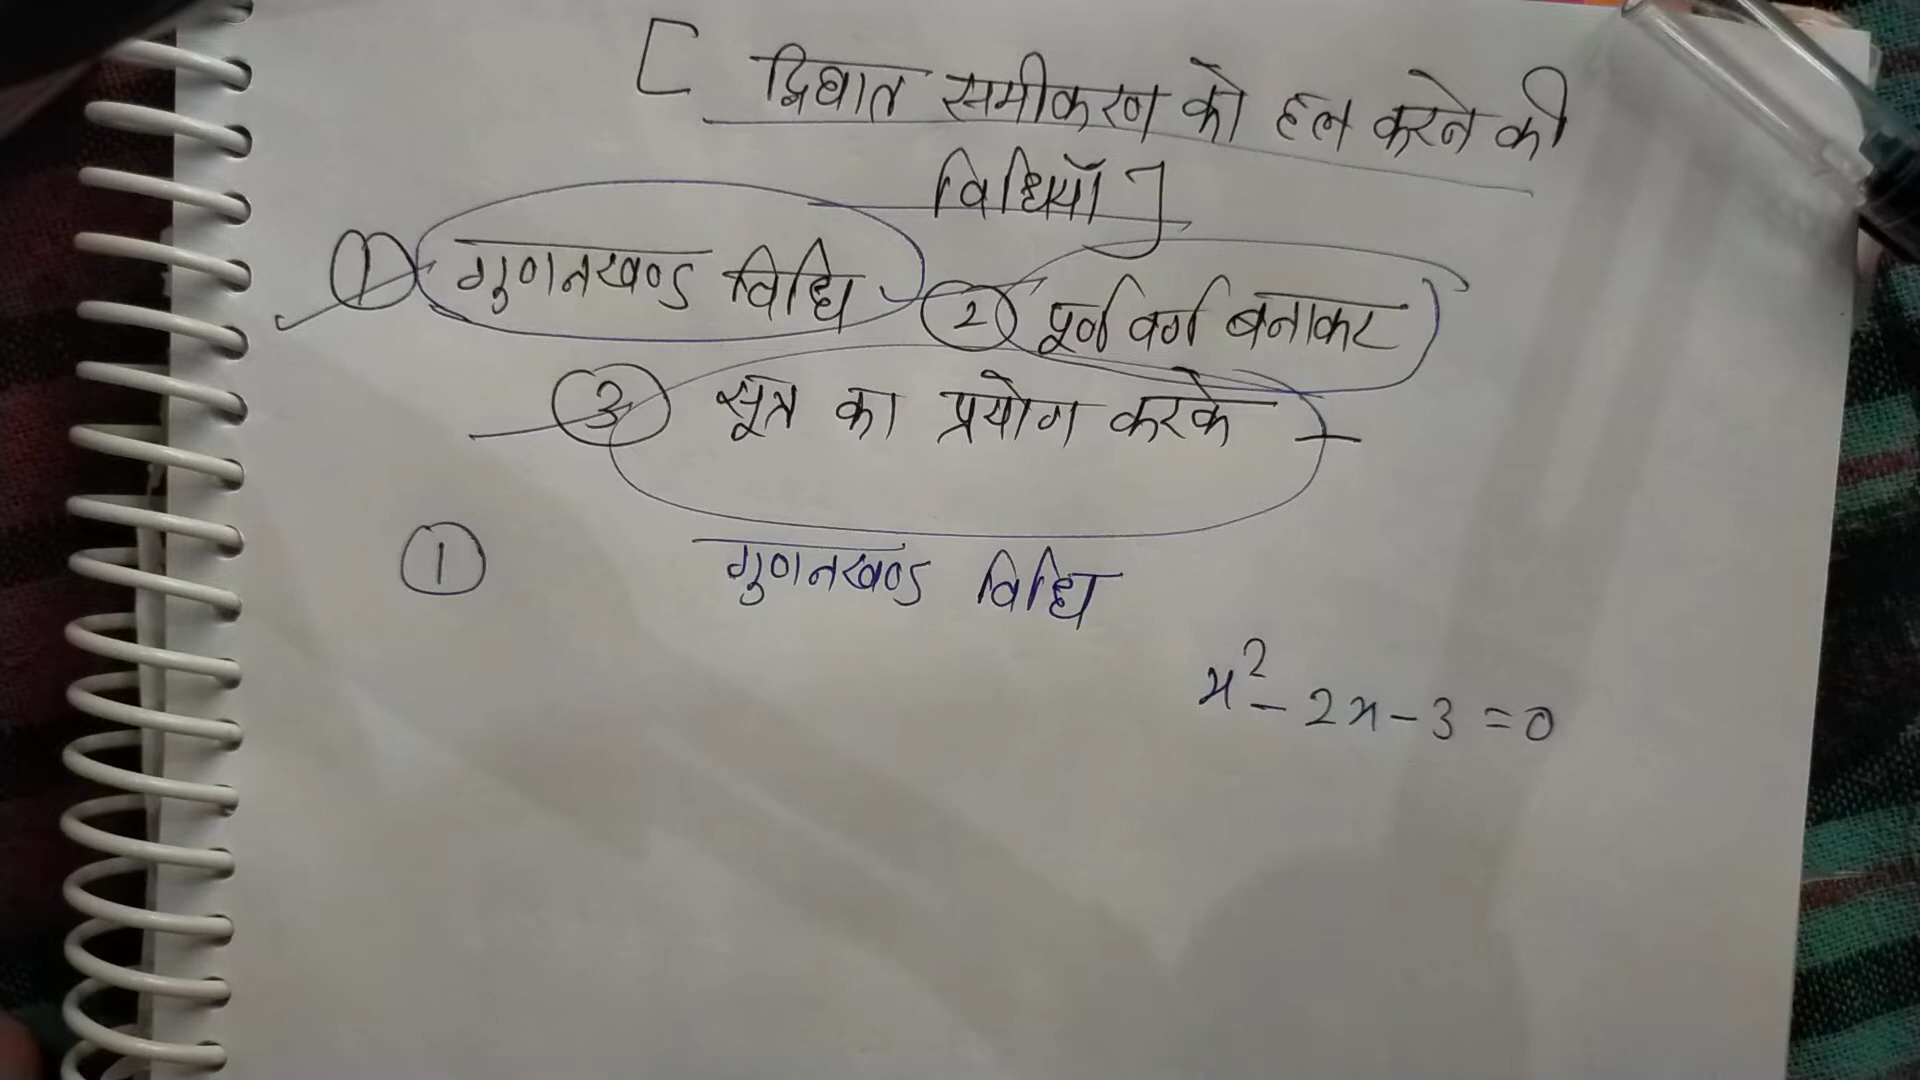 [ द्विघात समीकरण को हल करने की
विधियाँ ]
① गुणनखण्ड विधि ② पूर्ण वर्ग बनाकर
③ सूत्र का प्रयोग करके
① गुणनखण्ड विधि
x² - 2x - 3 = 0